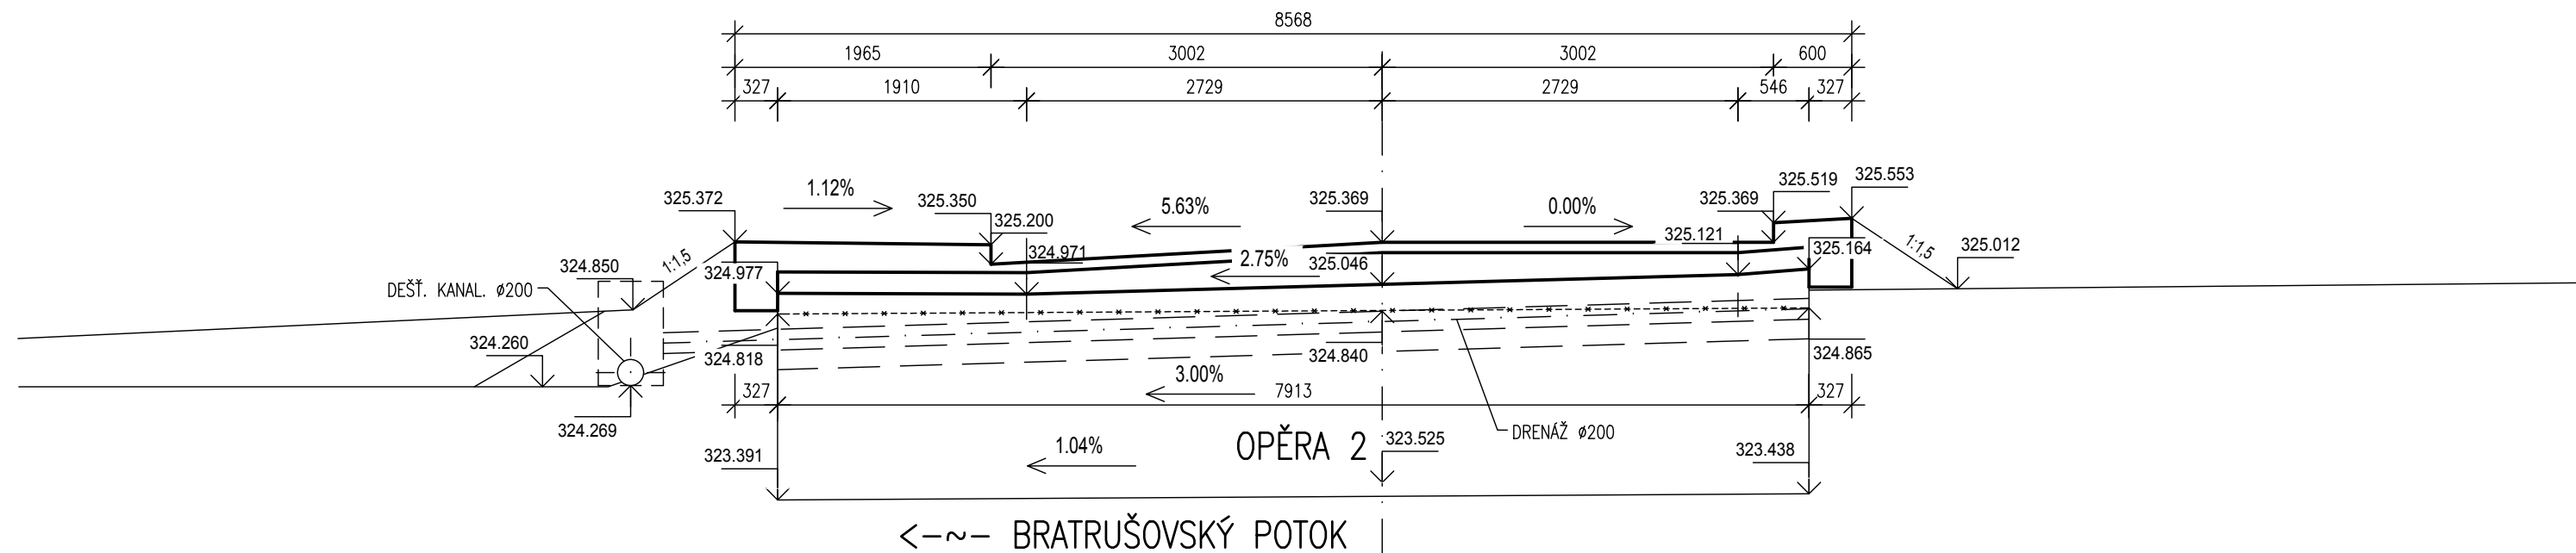 8568
1965 3002 3002 600
327 1910 2729 2729 546 327
325.372 1.12% 325.350 325.200 5.63% 325.369 0.00% 325.369 325.519 325.553
1:1,5 324.977 324.971 2.75% 325.046 325.121 325.164 1:1,5 325.012
324.850
DEŠŤ. KANAL. ø200
324.260 324.818 324.840 324.865
327 3.00% 7913 327
324.269
323.391 1.04% OPĚRA 2 323.525 DRENÁŽ ø200 323.438
<-~- BRATRUŠOVSKÝ POTOK